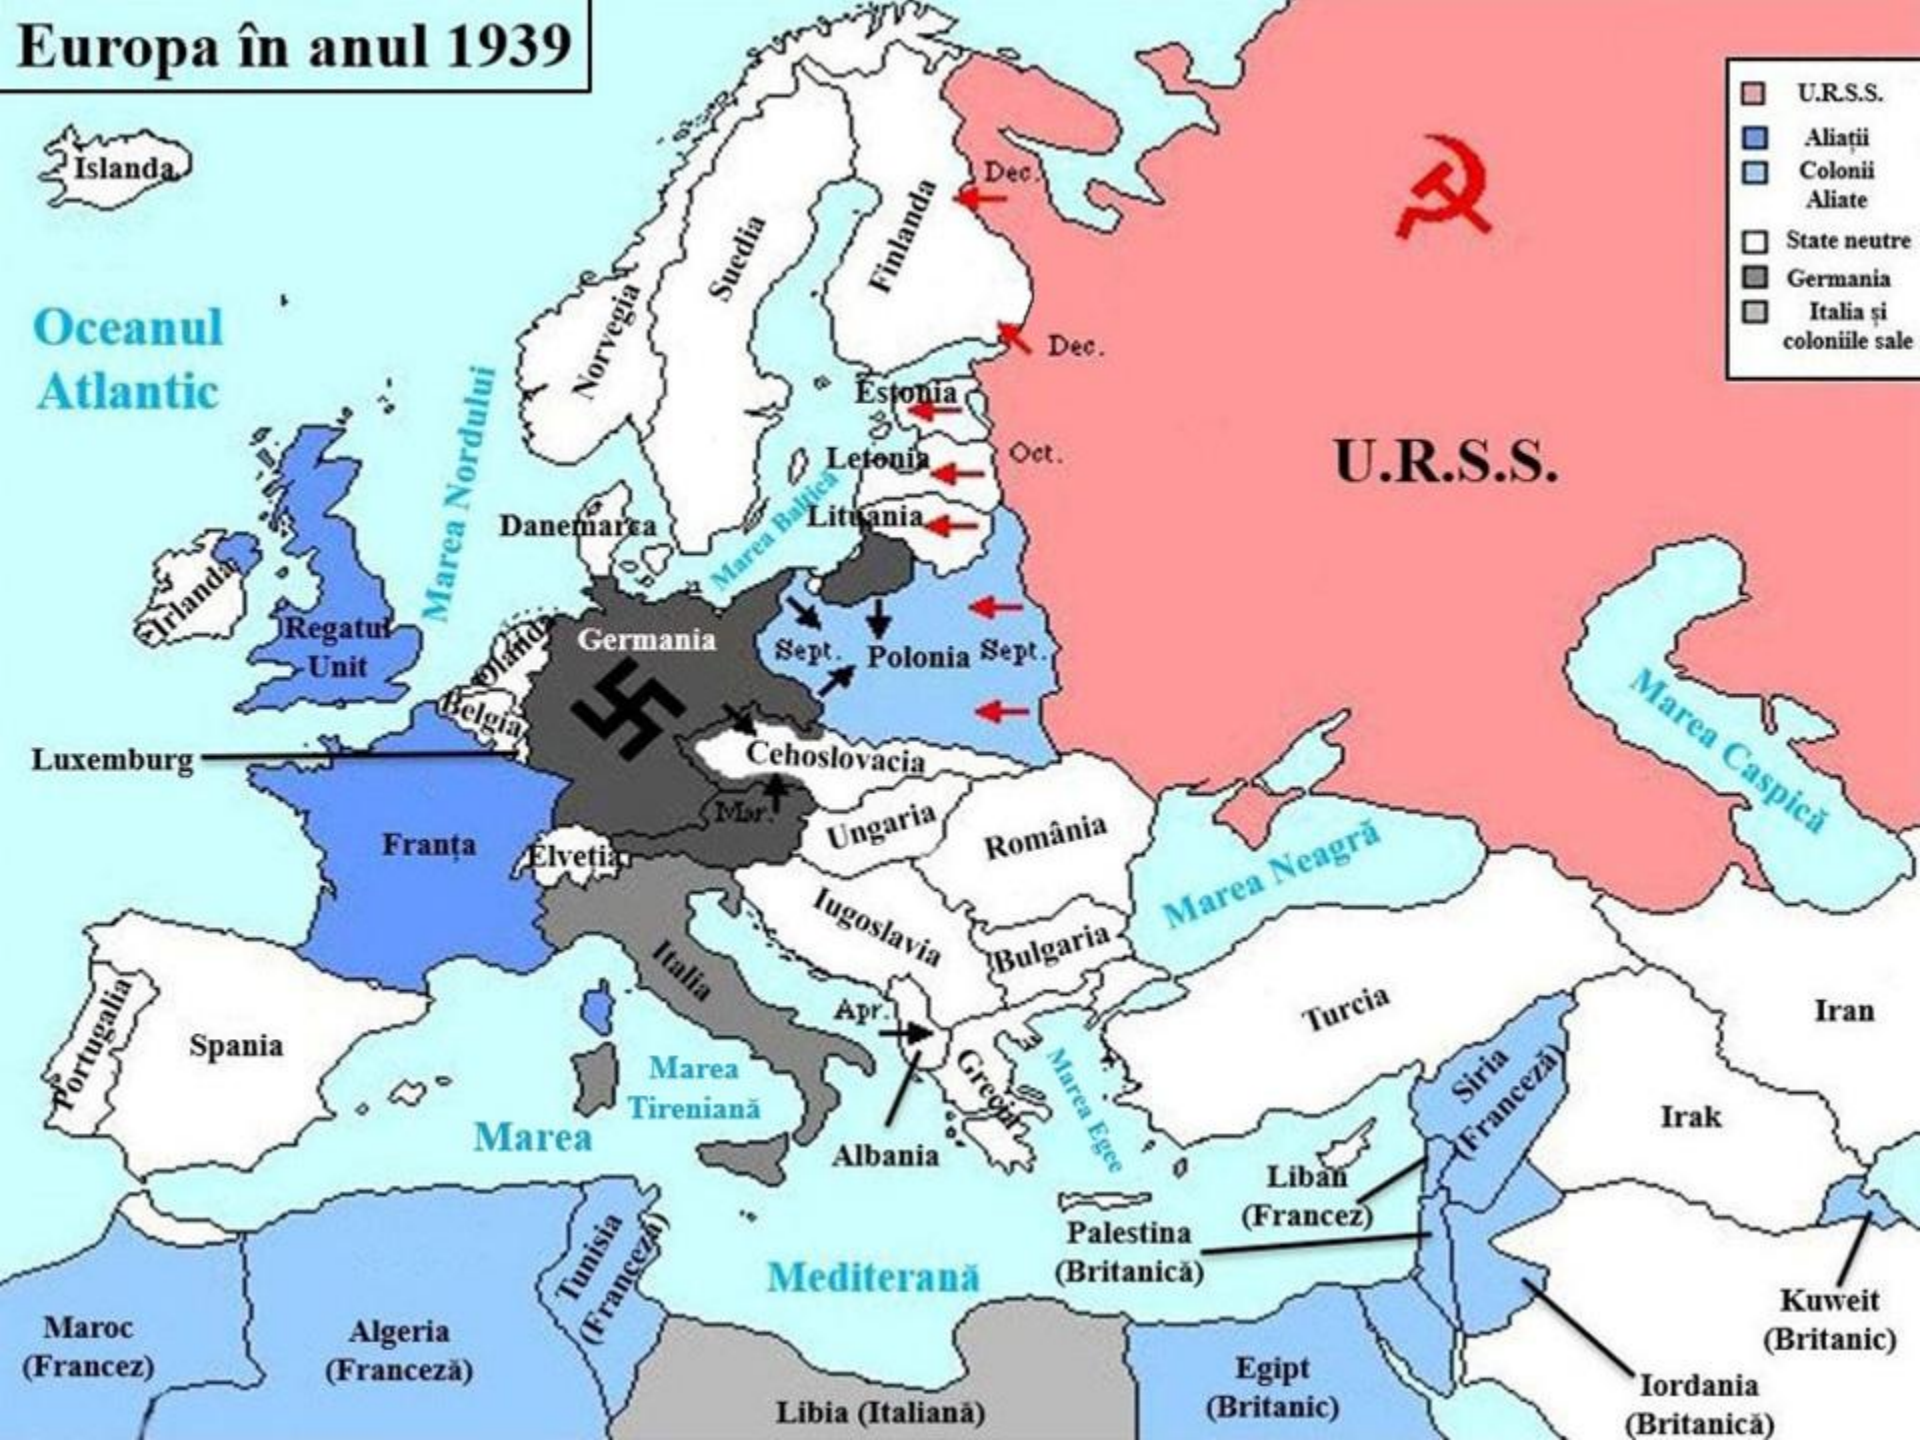 Europa în anul 1939
U.R.S.S.
Aliații
Colonii
Aliate
State neutre
Germania
Italia și
coloniile sale
Islanda
Oceanul
Atlantic
Marea Nordului
Norvegia
Suedia
Finlanda
Dec.
Dec.
Estonia
Letonia
Oct.
Lituania
Marea Baltică
Danemarca
U.R.S.S.
Irlanda
Regatul
Unit
Olanda
Belgia
Luxemburg
Germania
Sept.
Polonia
Sept.
Cehoslovacia
Mar.
Franța
Elveția
Ungaria
România
Marea Neagră
Marea Caspică
Iugoslavia
Bulgaria
Italia
Portugalia
Spania
Apr.
Albania
Grecia
Marea Egee
Turcia
Iran
Irak
Siria
(Franceză)
Marea
Tireniană
Marea
Mediterană
Liban
(Francez)
Palestina
(Britanică)
Kuweit
(Britanic)
Iordania
(Britanică)
Maroc
(Francez)
Algeria
(Franceză)
Tunisia
(Franceză)
Libia (Italiană)
Egipt
(Britanic)